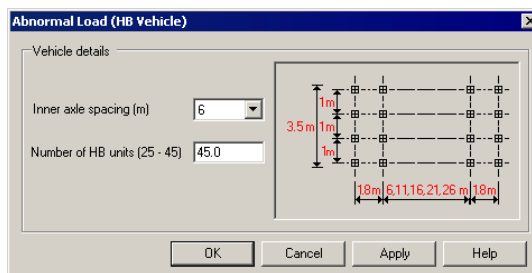 Abnormal Load (HB Vehicle)
Vehicle details
Inner axle spacing (m)
6
Number of HB units (25 - 45)
45.0
3.5 m
1m
1m
1m
1.8m
6,11,16,21,26 m
1.8m
OK
Cancel
Apply
Help